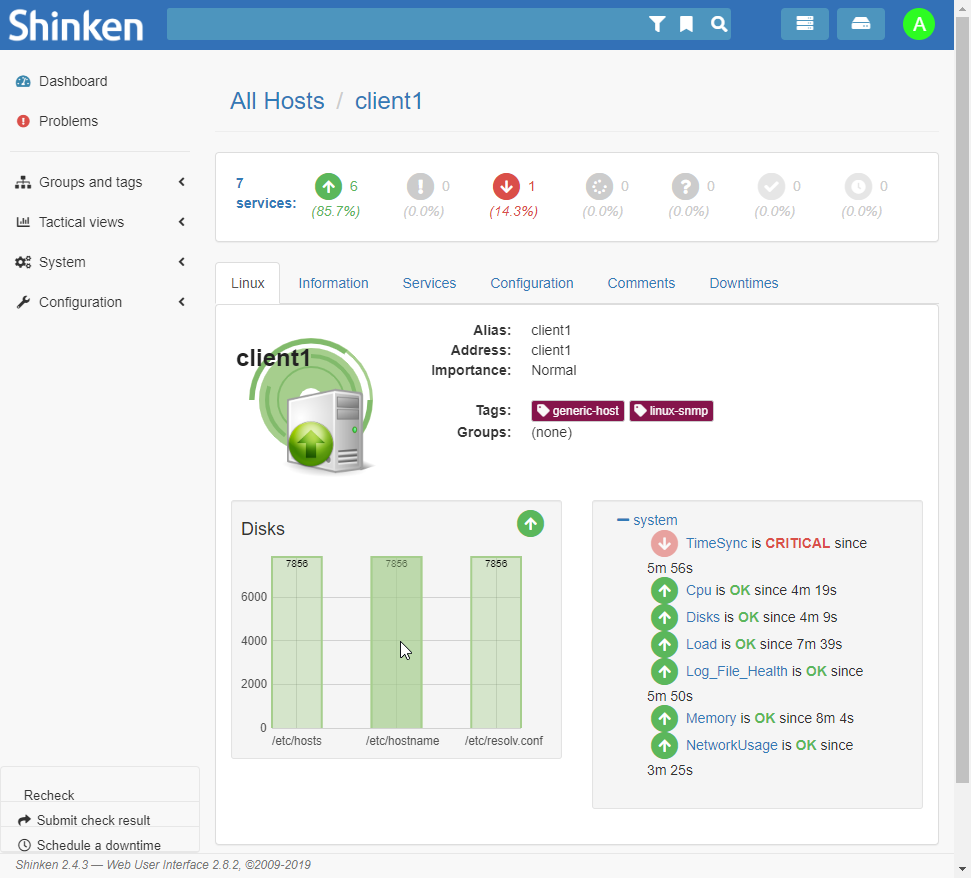 Shinken
A
Dashboard
Problems
Groups and tags
Tactical views
System
Configuration
Recheck
Submit check result
Schedule a downtime
All Hosts / client1
7 services:
6
(85.7%)
0
(0.0%)
1
(14.3%)
0
(0.0%)
0
(0.0%)
0
(0.0%)
0
(0.0%)
Linux
Information
Services
Configuration
Comments
Downtimes
client1
Alias: client1
Address: client1
Importance: Normal
Tags: generic-host linux-snmp
Groups: (none)
Disks
7856 7856 7856
6000
4000
2000
0
/etc/hosts /etc/hostname /etc/resolv.conf
system
TimeSync is CRITICAL since
5m 56s
Cpu is OK since 4m 19s
Disks is OK since 4m 9s
Load is OK since 7m 39s
Log_File_Health is OK since
5m 50s
Memory is OK since 8m 4s
NetworkUsage is OK since
3m 25s
Shinken 2.4.3 — Web User Interface 2.8.2, ©2009-2019